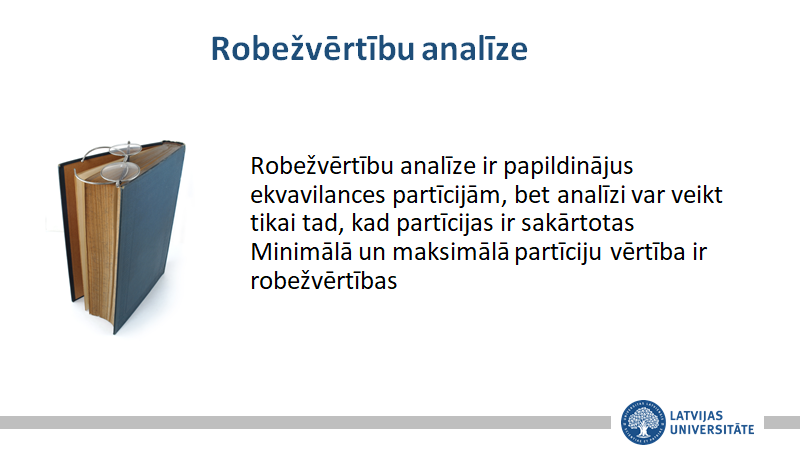 Robežvērtību analīze
Robežvērtību analīze ir papildinājus
ekvavilances partīcijām, bet analīzi var veikt
tikai tad, kad partīcijas ir sakārtotas
Minimālā un maksimālā partīciju vērtība ir
robežvērtības
LATVIJAS
UNIVERSITĀTE